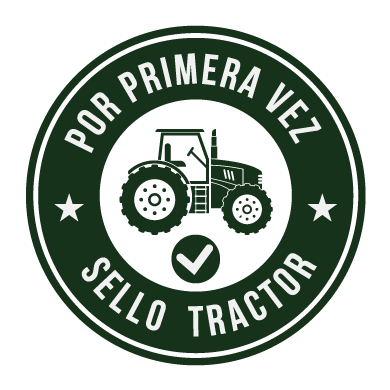 POR PRIMERA VEZ
SELLO TRACTOR